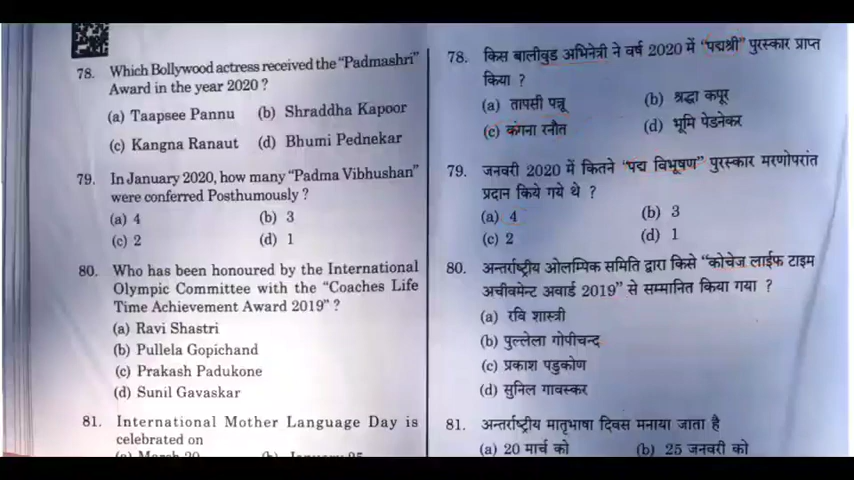 78. Which Bollywood actress received the “Padmashri”
Award in the year 2020 ?
(a) Taapsee Pannu (b) Shraddha Kapoor
(c) Kangna Ranaut (d) Bhumi Pednekar
79. In January 2020, how many “Padma Vibhushan”
were conferred Posthumously ?
(a) 4 (b) 3
(c) 2 (d) 1
80. Who has been honoured by the International
Olympic Committee with the “Coaches Life
Time Achievement Award 2019” ?
(a) Ravi Shastri
(b) Pullela Gopichand
(c) Prakash Padukone
(d) Sunil Gavaskar
81. International Mother Language Day is
celebrated on
(a) March 20 (b) January 25
78. किस बालीवुड अभिनेत्री ने वर्ष 2020 में “पद्मश्री” पुरस्कार प्राप्त
किया ?
(a) तापसी पन्नू (b) श्रद्धा कपूर
(c) कंगना रनौत (d) भूमि पेडनेकर
79. जनवरी 2020 में कितने “पद्म विभूषण” पुरस्कार मरणोपरांत
प्रदान किये गये थे ?
(a) 4 (b) 3
(c) 2 (d) 1
80. अन्तर्राष्ट्रीय ओलम्पिक समिति द्वारा किसे “कोचेज लाईफ टाइम
अचीवमेन्ट अवार्ड 2019” से सम्मानित किया गया ?
(a) रवि शास्त्री
(b) पुल्लेला गोपीचन्द
(c) प्रकाश पडुकोण
(d) सुनिल गावस्कर
81. अन्तर्राष्ट्रीय मातृभाषा दिवस मनाया जाता है
(a) 20 मार्च को (b) 25 जनवरी को